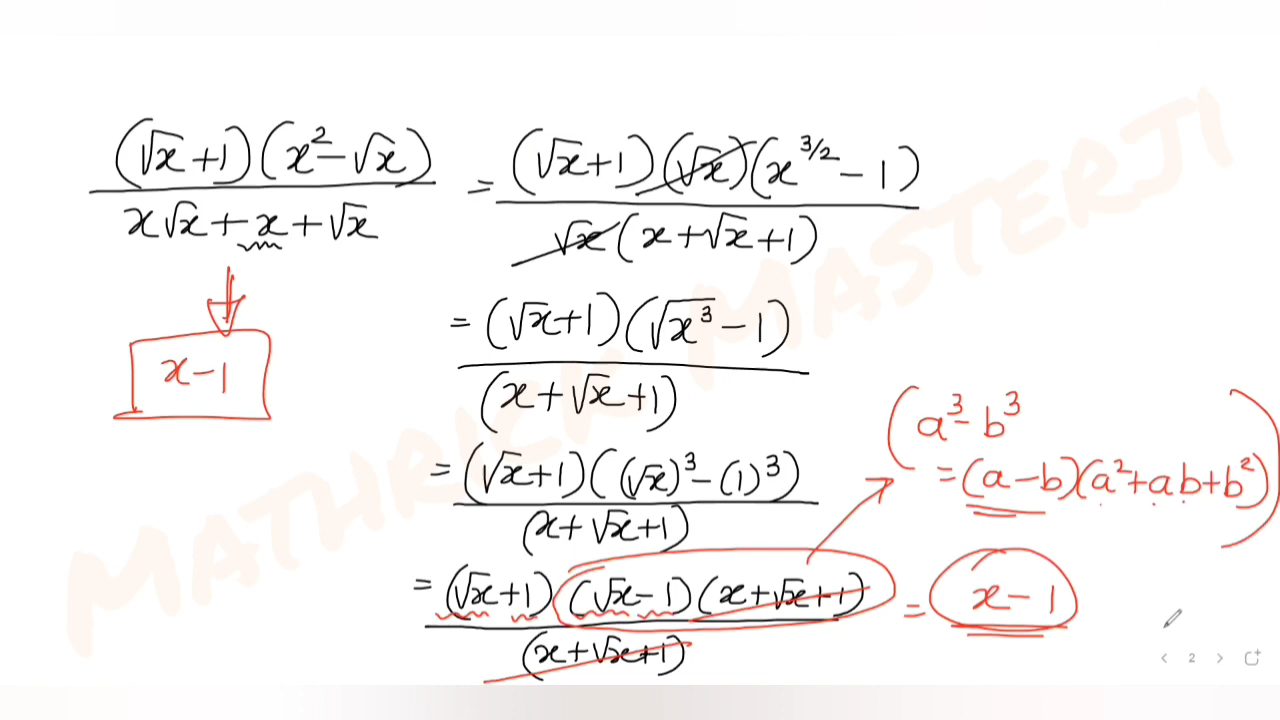 (√x+1)(x²-√x) / x√x+x+√x = (√x+1)(√x)(x^3/2 - 1) / √x(x+√x+1)
= (√x+1)(√x³-1) / (x+√x+1)
x-1
= (√x+1)((√x)³-(1)³) / (x+√x+1)
(a³-b³
=(a-b)(a²+ab+b²))
= (√x+1)(√x-1)(x+√x+1) / (x+√x+1) = x-1
MATHRICK MASTERJI
< 2 >